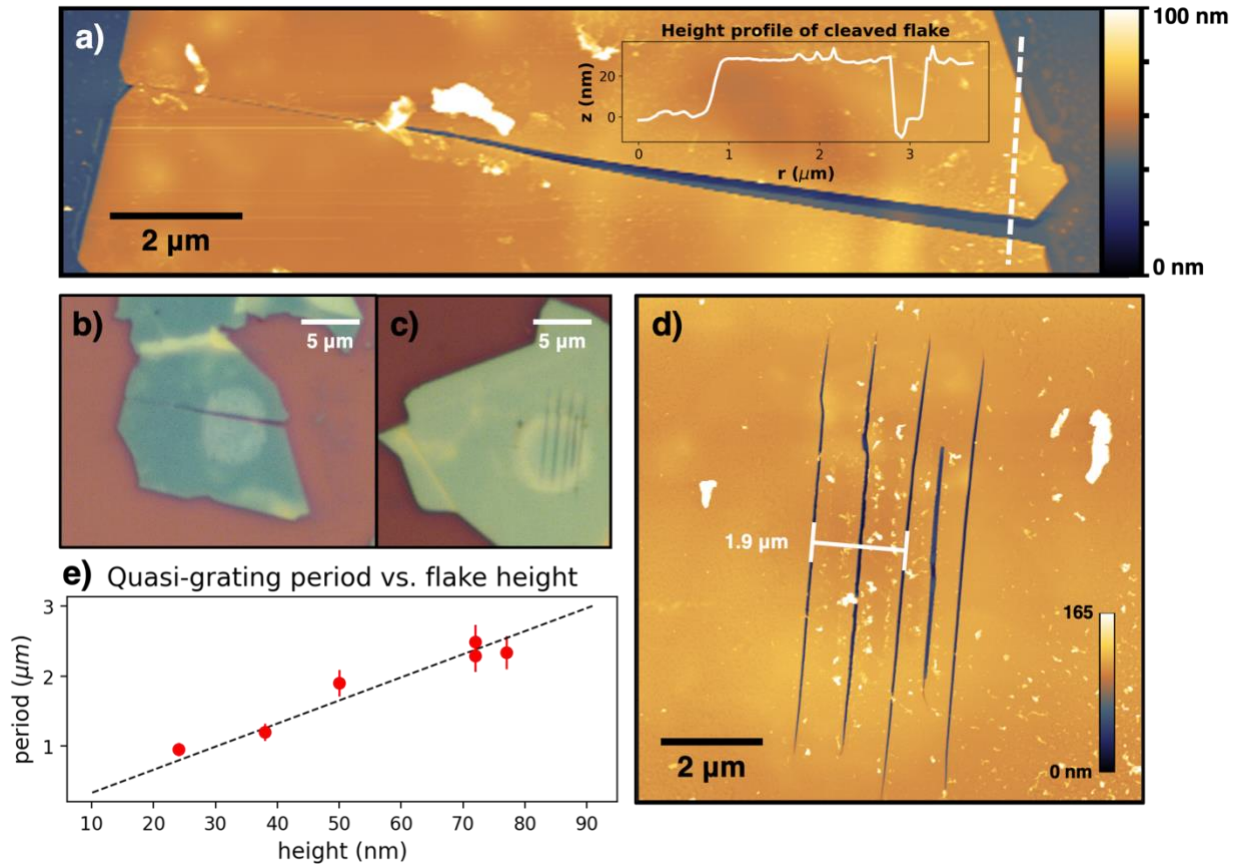 a)
Height profile of cleaved flake
z (nm)
20
0
0 1 2 3
r (μm)
2 μm
100 nm
0 nm
b)
5 μm
c)
5 μm
d)
1.9 μm
2 μm
165
0 nm
e) Quasi-grating period vs. flake height
period (μm)
3
2
1
10 20 30 40 50 60 70 80 90
height (nm)